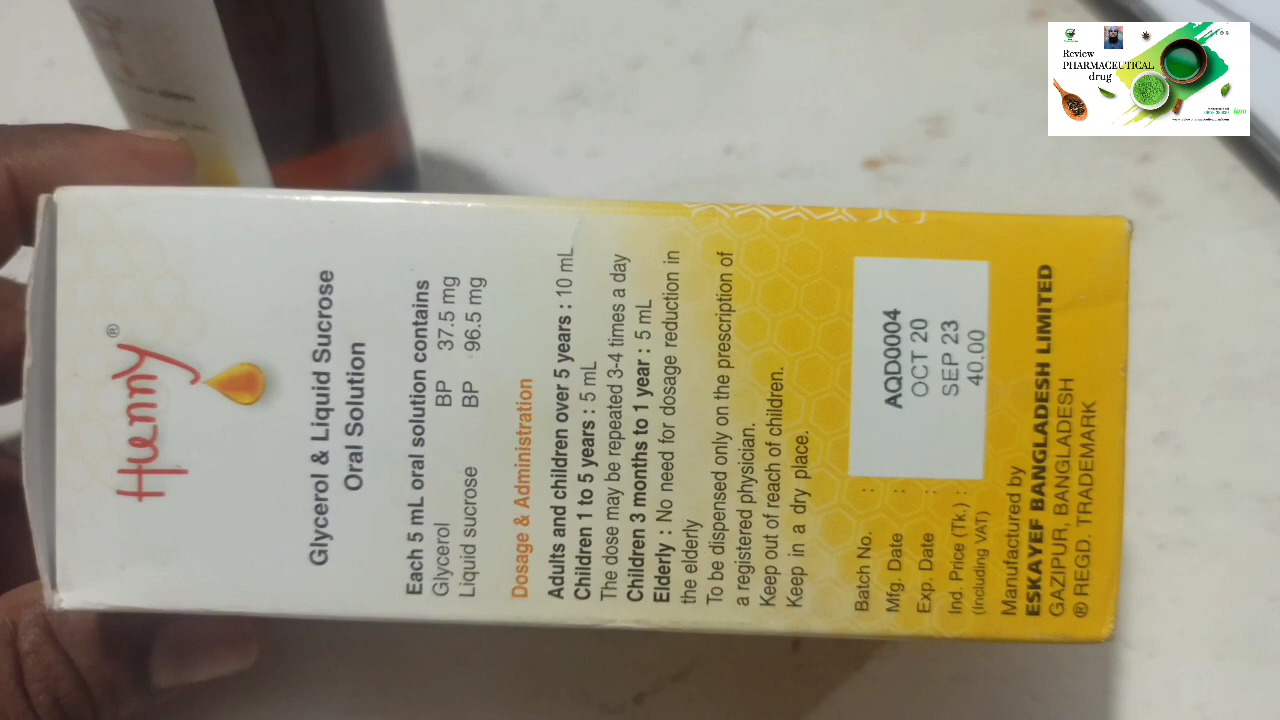 Hunny®
Glycerol & Liquid Sucrose
Oral Solution
Each 5 mL oral solution contains
Glycerol BP 37.5 mg
Liquid sucrose BP 96.5 mg
Dosage & Administration
Adults and children over 5 years : 10 mL
Children 1 to 5 years : 5 mL
The dose may be repeated 3-4 times a day
Children 3 months to 1 year : 5 mL
Elderly : No need for dosage reduction in
the elderly
To be dispensed only on the prescription of
a registered physician.
Keep out of reach of children.
Keep in a dry place.
Batch No. : AQD0004
Mfg. Date : OCT 20
Exp. Date : SEP 23
Ind. Price (Tk.) : 40.00
(Including VAT)
Manufactured by
ESKAYEF BANGLADESH LIMITED
GAZIPUR, BANGLADESH
® REGD. TRADEMARK
Review
PHARMACEUTICAL
drug